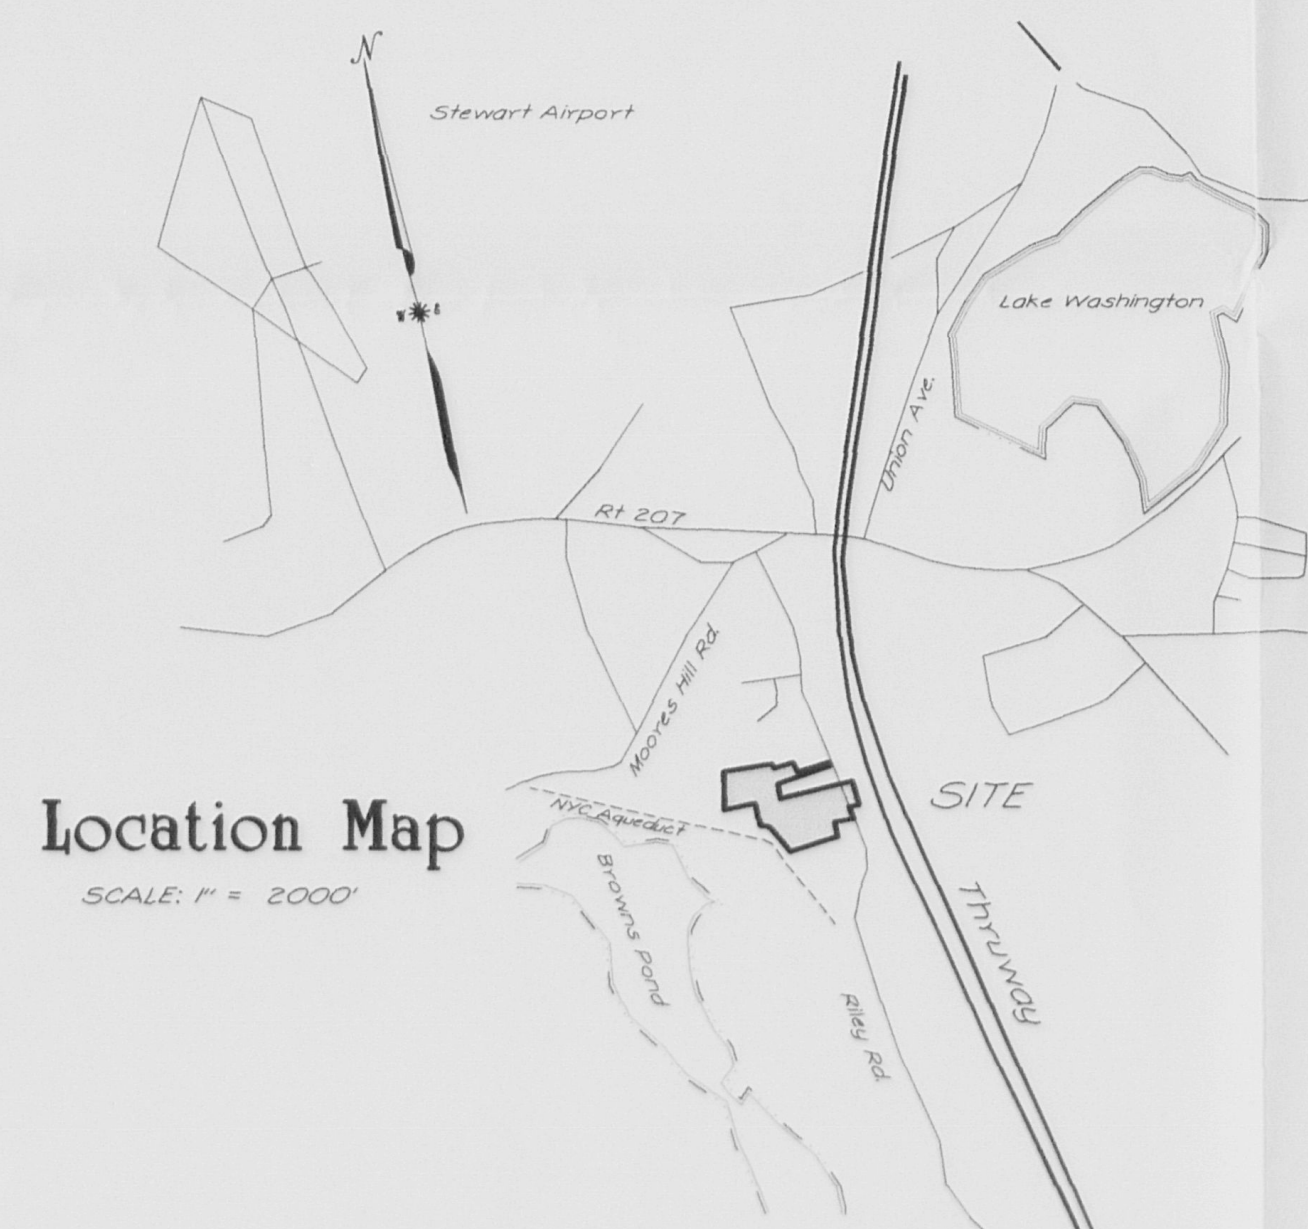 N
Stewart Airport
W E
Lake Washington
Union Ave.
Rt 207
Moores Hill Rd.
SITE
Location Map
SCALE: 1" = 2000'
NYC Aqueduct
Browns Pond
Thruway
Riley Rd.